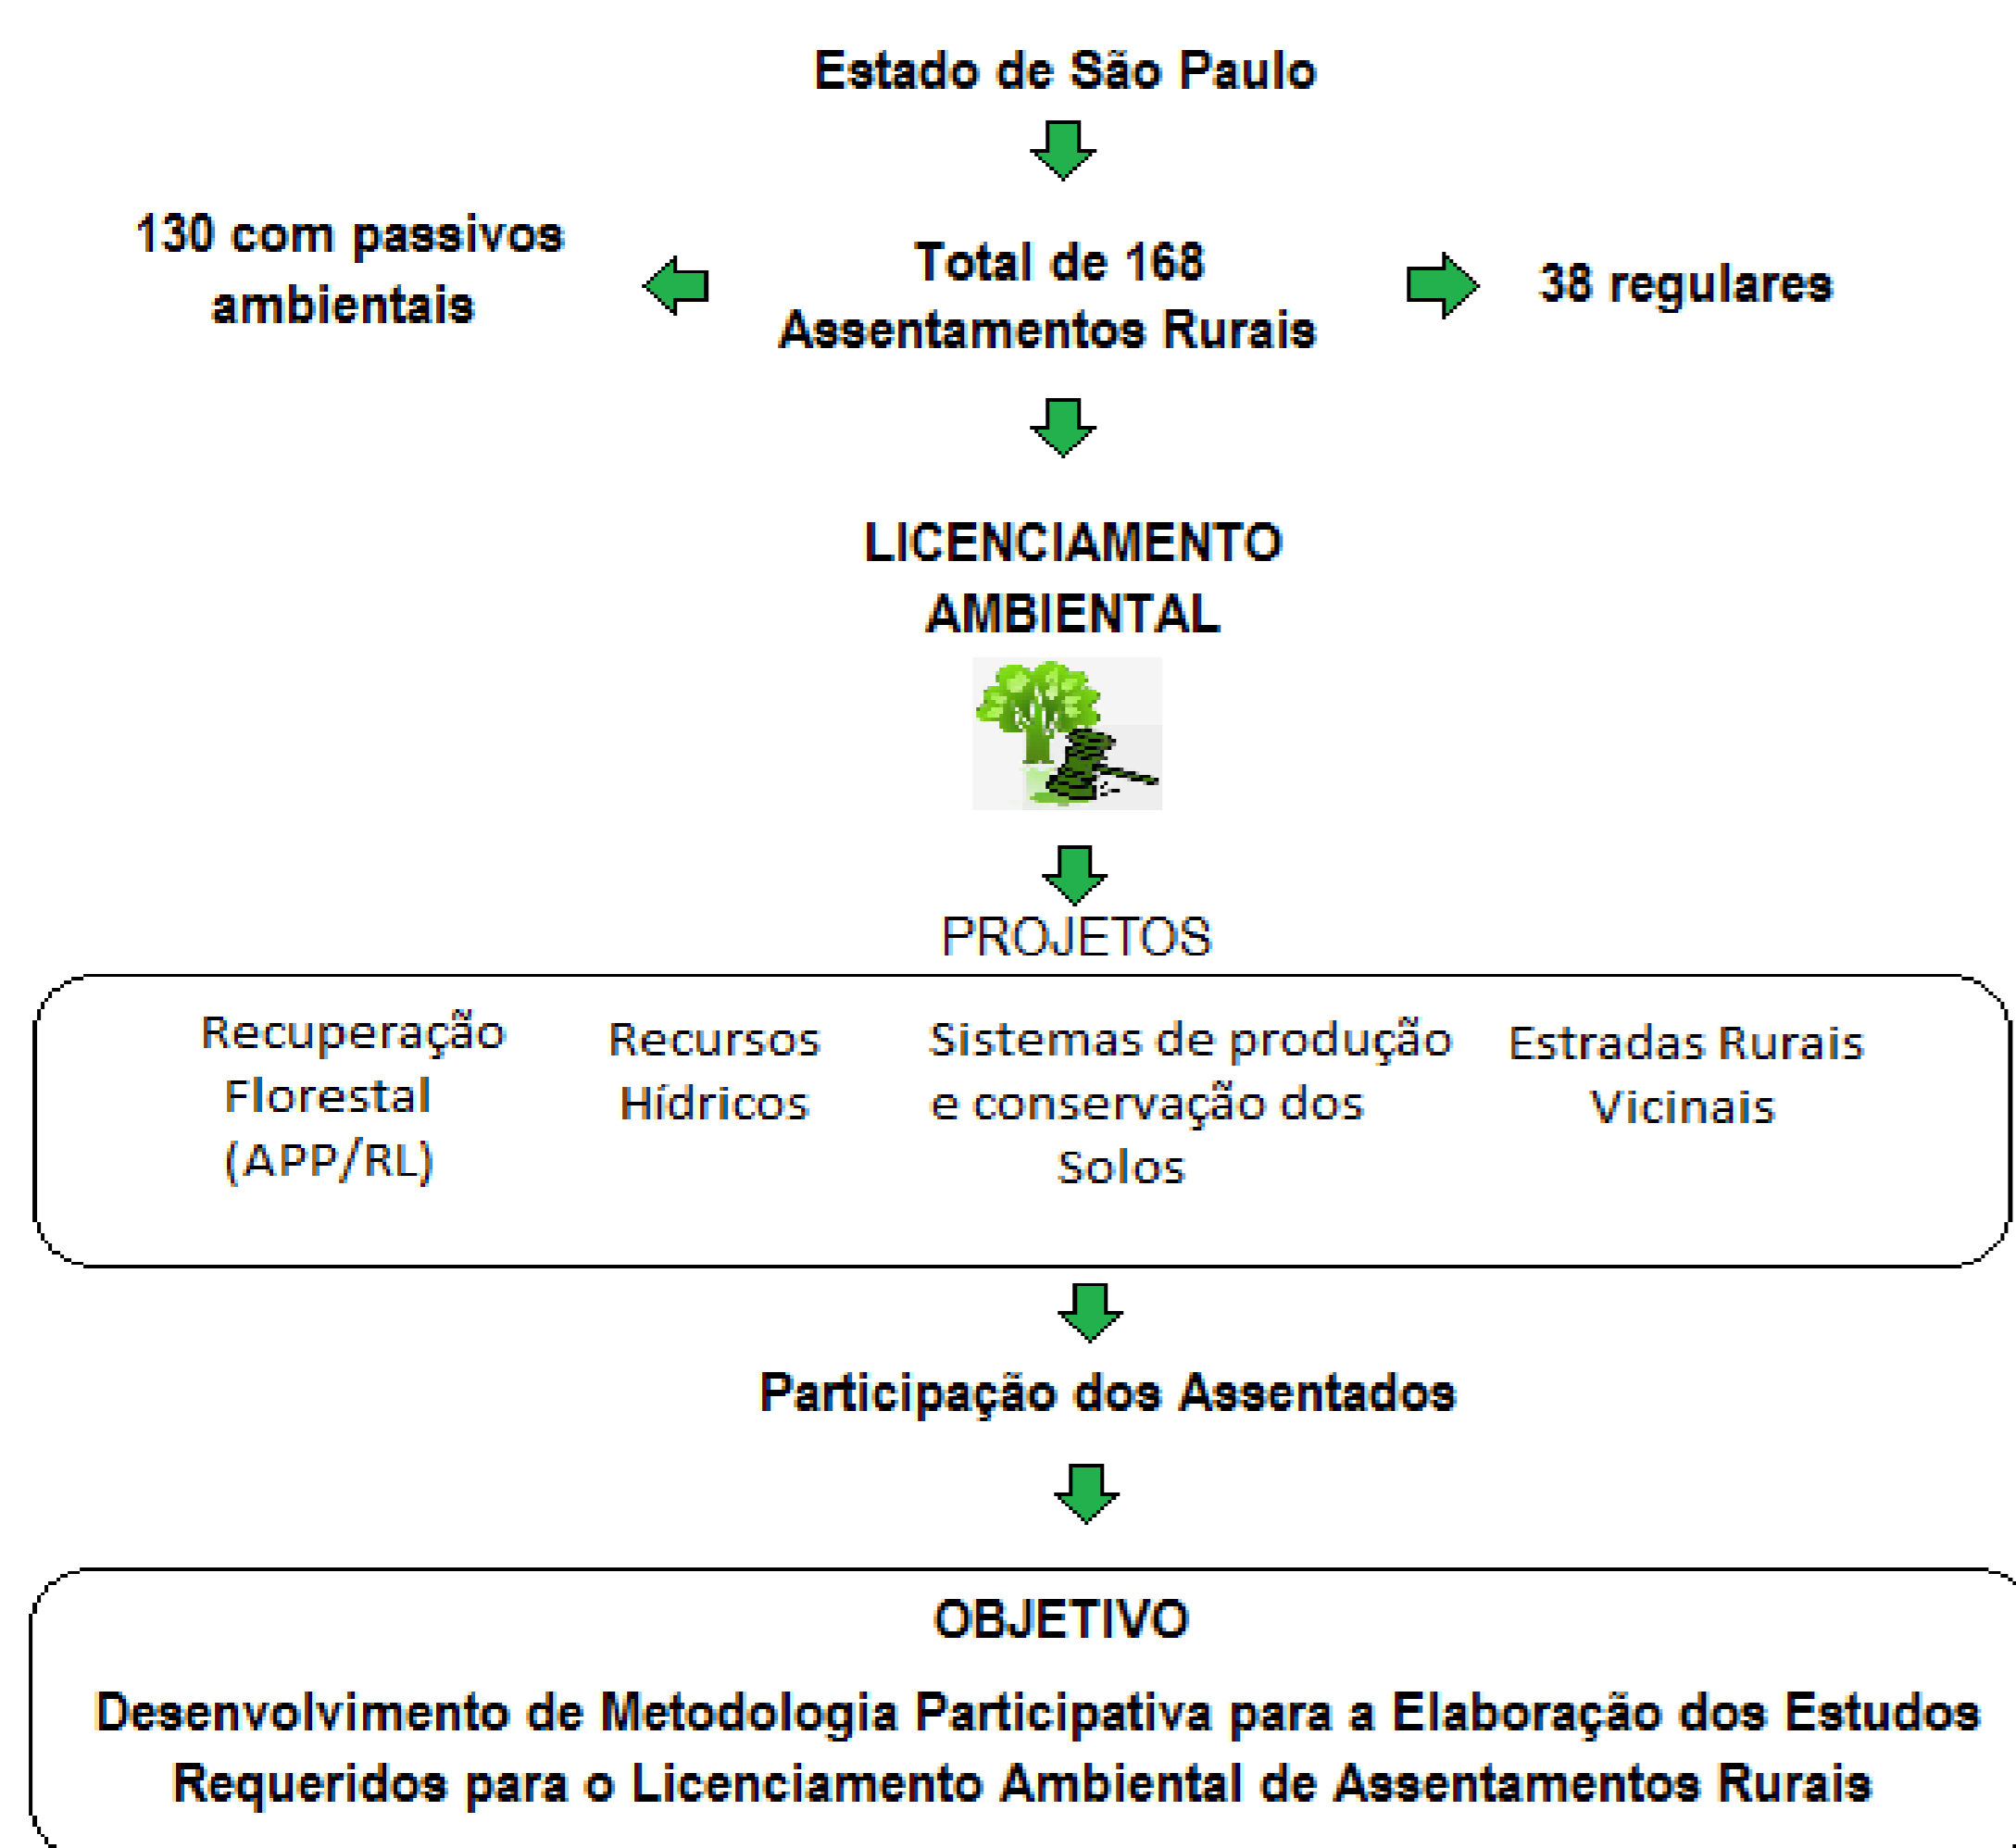 Estado de São Paulo
130 com passivos
ambientais
Total de 168
Assentamentos Rurais
38 regulares
LICENCIAMENTO
AMBIENTAL
PROJETOS
Recuperação
Florestal
(APP/RL)
Recursos
Hídricos
Sistemas de produção
e conservação dos
Solos
Estradas Rurais
Vicinais
Participação dos Assentados
OBJETIVO
Desenvolvimento de Metodologia Participativa para a Elaboração dos Estudos
Requeridos para o Licenciamento Ambiental de Assentamentos Rurais